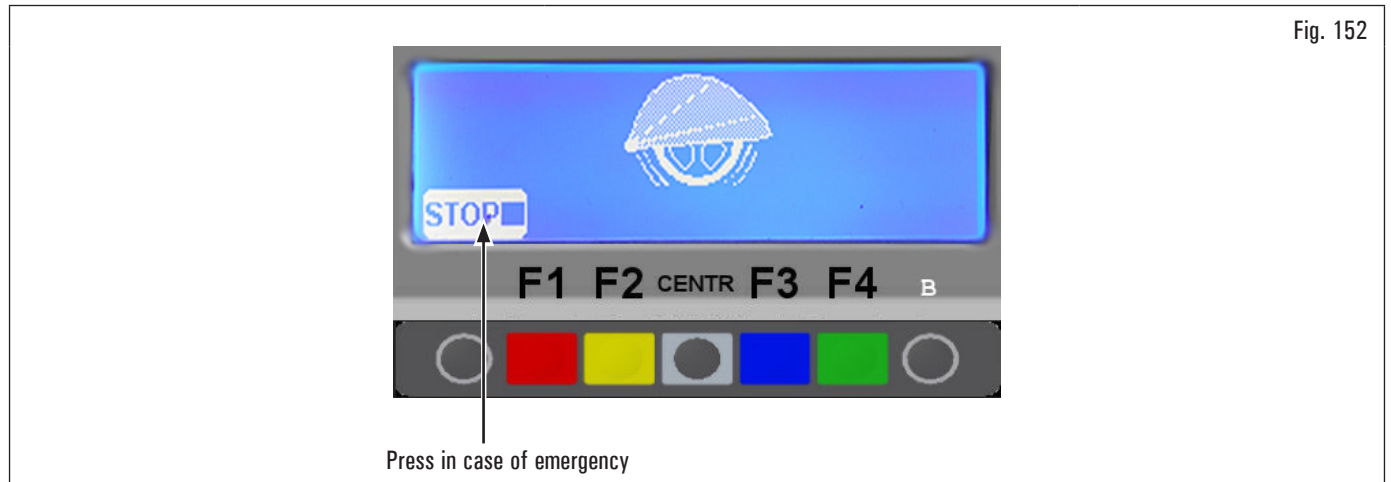 Fig. 152
STOP
F1 F2 CENTR F3 F4 B
Press in case of emergency